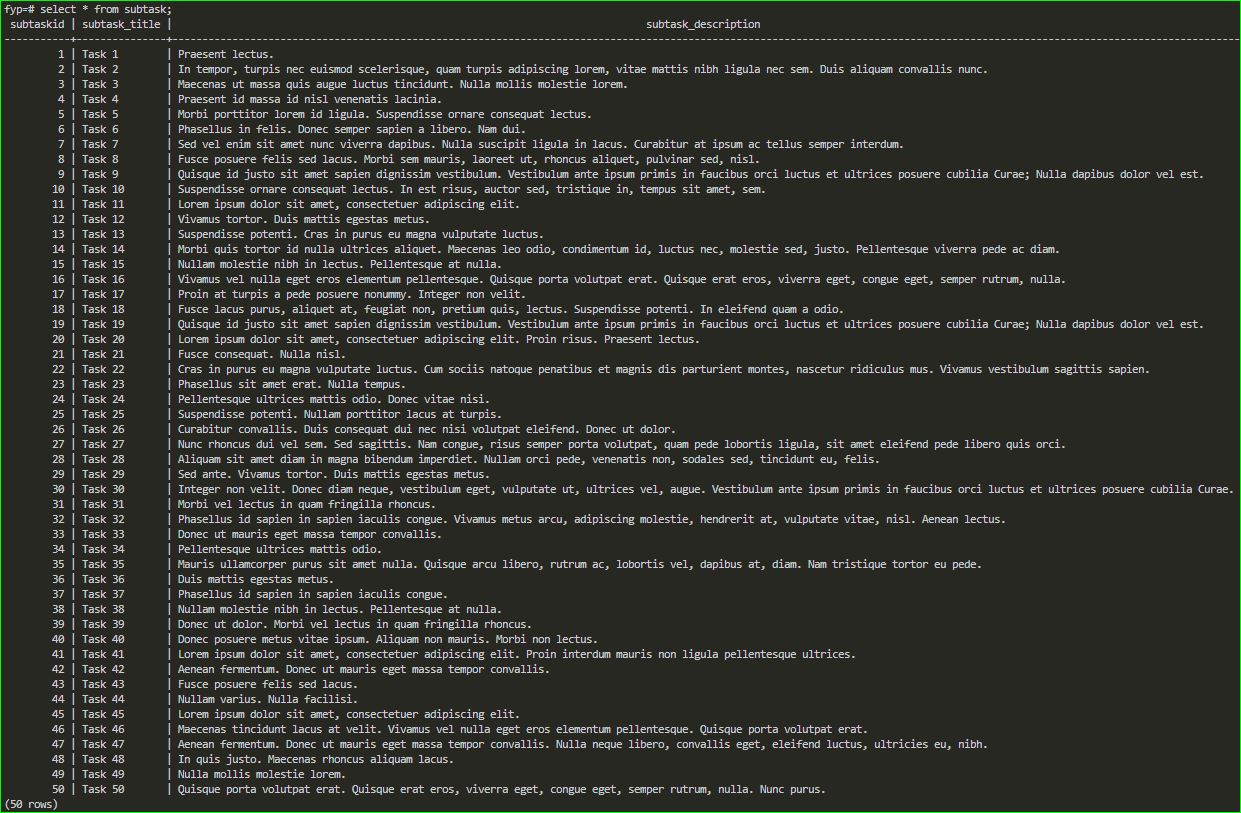 fyp=# select * from subtask;
subtaskid | subtask_title | subtask_description
1 | Task 1 | Praesent lectus.
2 | Task 2 | In tempor, turpis nec euismod scelerisque, quam turpis adipiscing lorem, vitae mattis nibh ligula nec sem. Duis aliquam convallis nunc.
3 | Task 3 | Maecenas ut massa quis augue luctus tincidunt. Nulla mollis molestie lorem.
4 | Task 4 | Praesent id massa id nisl venenatis lacinia.
5 | Task 5 | Morbi porttitor lorem id ligula. Suspendisse ornare consequat lectus.
6 | Task 6 | Phasellus in felis. Donec semper sapien a libero. Nam dui.
7 | Task 7 | Sed vel enim sit amet nunc viverra dapibus. Nulla suscipit ligula in lacus. Curabitur at ipsum ac tellus semper interdum.
8 | Task 8 | Fusce posuere felis sed lacus. Morbi sem mauris, laoreet ut, rhoncus aliquet, pulvinar sed, nisl.
9 | Task 9 | Quisque id justo sit amet sapien dignissim vestibulum. Vestibulum ante ipsum primis in faucibus orci luctus et ultrices posuere cubilia Curae; Nulla dapibus dolor vel est.
10 | Task 10 | Suspendisse ornare consequat lectus. In est risus, auctor sed, tristique in, tempus sit amet, sem.
11 | Task 11 | Lorem ipsum dolor sit amet, consectetuer adipiscing elit.
12 | Task 12 | Vivamus tortor. Duis mattis egestas metus.
13 | Task 13 | Suspendisse potenti. Cras in purus eu magna vulputate luctus.
14 | Task 14 | Morbi quis tortor id nulla ultrices aliquet. Maecenas leo odio, condimentum id, luctus nec, molestie sed, justo. Pellentesque viverra pede ac diam.
15 | Task 15 | Nullam molestie nibh in lectus. Pellentesque at nulla.
16 | Task 16 | Vivamus vel nulla eget eros elementum pellentesque. Quisque porta volutpat erat. Quisque erat eros, viverra eget, congue eget, semper rutrum, nulla.
17 | Task 17 | Proin at turpis a pede posuere nonummy. Integer non velit.
18 | Task 18 | Fusce lacus purus, aliquet at, feugiat non, pretium quis, lectus. Suspendisse potenti. In eleifend quam a odio.
19 | Task 19 | Quisque id justo sit amet sapien dignissim vestibulum. Vestibulum ante ipsum primis in faucibus orci luctus et ultrices posuere cubilia Curae; Nulla dapibus dolor vel est.
20 | Task 20 | Lorem ipsum dolor sit amet, consectetuer adipiscing elit. Proin risus. Praesent lectus.
21 | Task 21 | Fusce consequat. Nulla nisl.
22 | Task 22 | Cras in purus eu magna vulputate luctus. Cum sociis natoque penatibus et magnis dis parturient montes, nascetur ridiculus mus. Vivamus vestibulum sagittis sapien.
23 | Task 23 | Phasellus sit amet erat. Nulla tempus.
24 | Task 24 | Pellentesque ultrices mattis odio. Donec vitae nisi.
25 | Task 25 | Suspendisse potenti. Nullam porttitor lacus at turpis.
26 | Task 26 | Curabitur convallis. Duis consequat dui nec nisi volutpat eleifend. Donec ut dolor.
27 | Task 27 | Nunc rhoncus dui vel sem. Sed sagittis. Nam congue, risus semper porta volutpat, quam pede lobortis ligula, sit amet eleifend pede libero quis orci.
28 | Task 28 | Aliquam sit amet diam in magna bibendum imperdiet. Nullam orci pede, venenatis non, sodales sed, tincidunt eu, felis.
29 | Task 29 | Sed ante. Vivamus tortor. Duis mattis egestas metus.
30 | Task 30 | Integer non velit. Donec diam neque, vestibulum eget, vulputate ut, ultrices vel, augue. Vestibulum ante ipsum primis in faucibus orci luctus et ultrices posuere cubilia Curae.
31 | Task 31 | Morbi vel lectus in quam fringilla rhoncus.
32 | Task 32 | Phasellus id sapien in sapien iaculis congue. Vivamus metus arcu, adipiscing molestie, hendrerit at, vulputate vitae, nisl. Aenean lectus.
33 | Task 33 | Donec ut mauris eget massa tempor convallis.
34 | Task 34 | Pellentesque ultrices mattis odio.
35 | Task 35 | Mauris ullamcorper purus sit amet nulla. Quisque arcu libero, rutrum ac, lobortis vel, dapibus at, diam. Nam tristique tortor eu pede.
36 | Task 36 | Duis mattis egestas metus.
37 | Task 37 | Phasellus id sapien in sapien iaculis congue.
38 | Task 38 | Nullam molestie nibh in lectus. Pellentesque at nulla.
39 | Task 39 | Donec ut dolor. Morbi vel lectus in quam fringilla rhoncus.
40 | Task 40 | Donec posuere metus vitae ipsum. Aliquam non mauris. Morbi non lectus.
41 | Task 41 | Lorem ipsum dolor sit amet, consectetuer adipiscing elit. Proin interdum mauris non ligula pellentesque ultrices.
42 | Task 42 | Aenean fermentum. Donec ut mauris eget massa tempor convallis.
43 | Task 43 | Fusce posuere felis sed lacus.
44 | Task 44 | Nullam varius. Nulla facilisi.
45 | Task 45 | Lorem ipsum dolor sit amet, consectetuer adipiscing elit.
46 | Task 46 | Maecenas tincidunt lacus at velit. Vivamus vel nulla eget eros elementum pellentesque. Quisque porta volutpat erat.
47 | Task 47 | Aenean fermentum. Donec ut mauris eget massa tempor convallis. Nulla neque libero, convallis eget, eleifend luctus, ultricies eu, nibh.
48 | Task 48 | In quis justo. Maecenas rhoncus aliquam lacus.
49 | Task 49 | Nulla mollis molestie lorem.
50 | Task 50 | Quisque porta volutpat erat. Quisque erat eros, viverra eget, congue eget, semper rutrum, nulla. Nunc purus.
(50 rows)